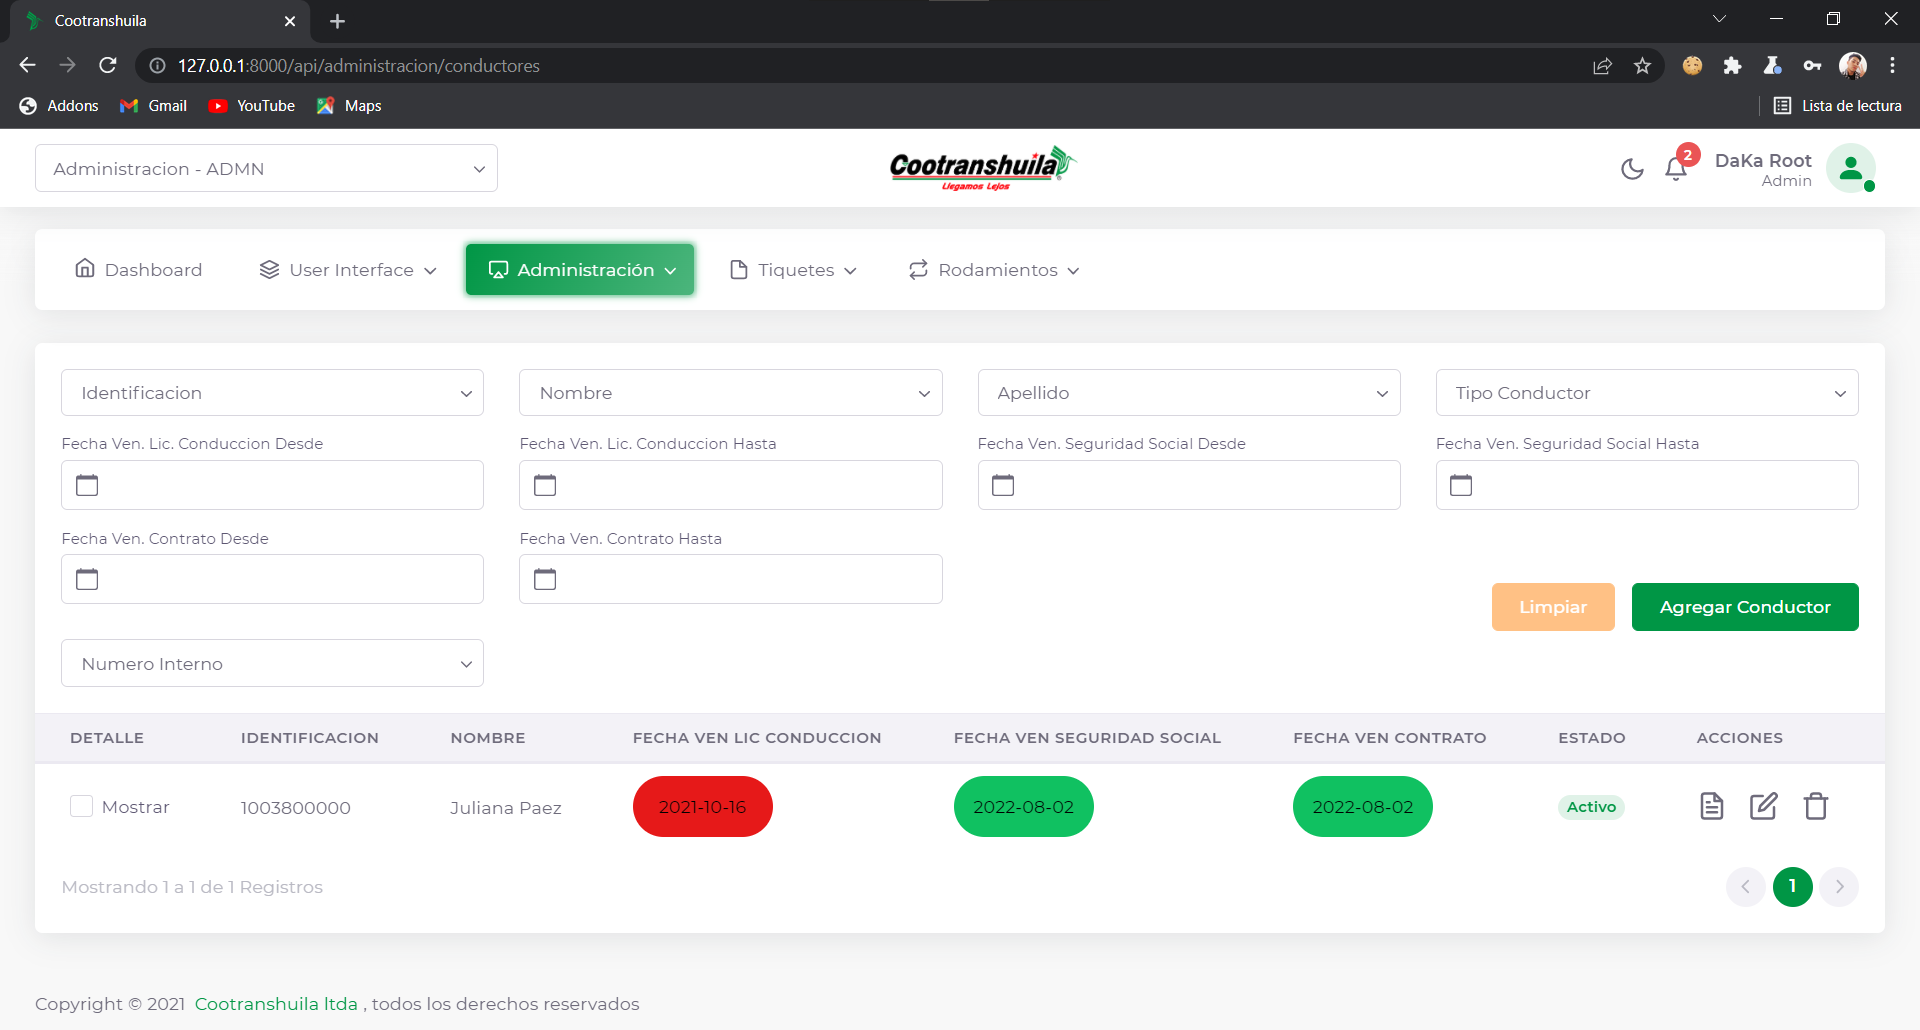 Cootranshuila
127.0.0.1:8000/api/administracion/conductores
Addons
Gmail
YouTube
Maps
Lista de lectura
Administracion - ADMN
Cootranshuila
Llegamos Lejos
2
DaKa Root
Admin
Dashboard
User Interface
Administración
Tiquetes
Rodamientos
Identificacion
Nombre
Apellido
Tipo Conductor
Fecha Ven. Lic. Conduccion Desde
Fecha Ven. Lic. Conduccion Hasta
Fecha Ven. Seguridad Social Desde
Fecha Ven. Seguridad Social Hasta
Fecha Ven. Contrato Desde
Fecha Ven. Contrato Hasta
Limpiar
Agregar Conductor
Numero Interno
DETALLE IDENTIFICACION NOMBRE FECHA VEN LIC CONDUCCION FECHA VEN SEGURIDAD SOCIAL FECHA VEN CONTRATO ESTADO ACCIONES
Mostrar 1003800000 Juliana Paez 2021-10-16 2022-08-02 2022-08-02 Activo
Mostrando 1 a 1 de 1 Registros
1
Copyright © 2021 Cootranshuila ltda , todos los derechos reservados